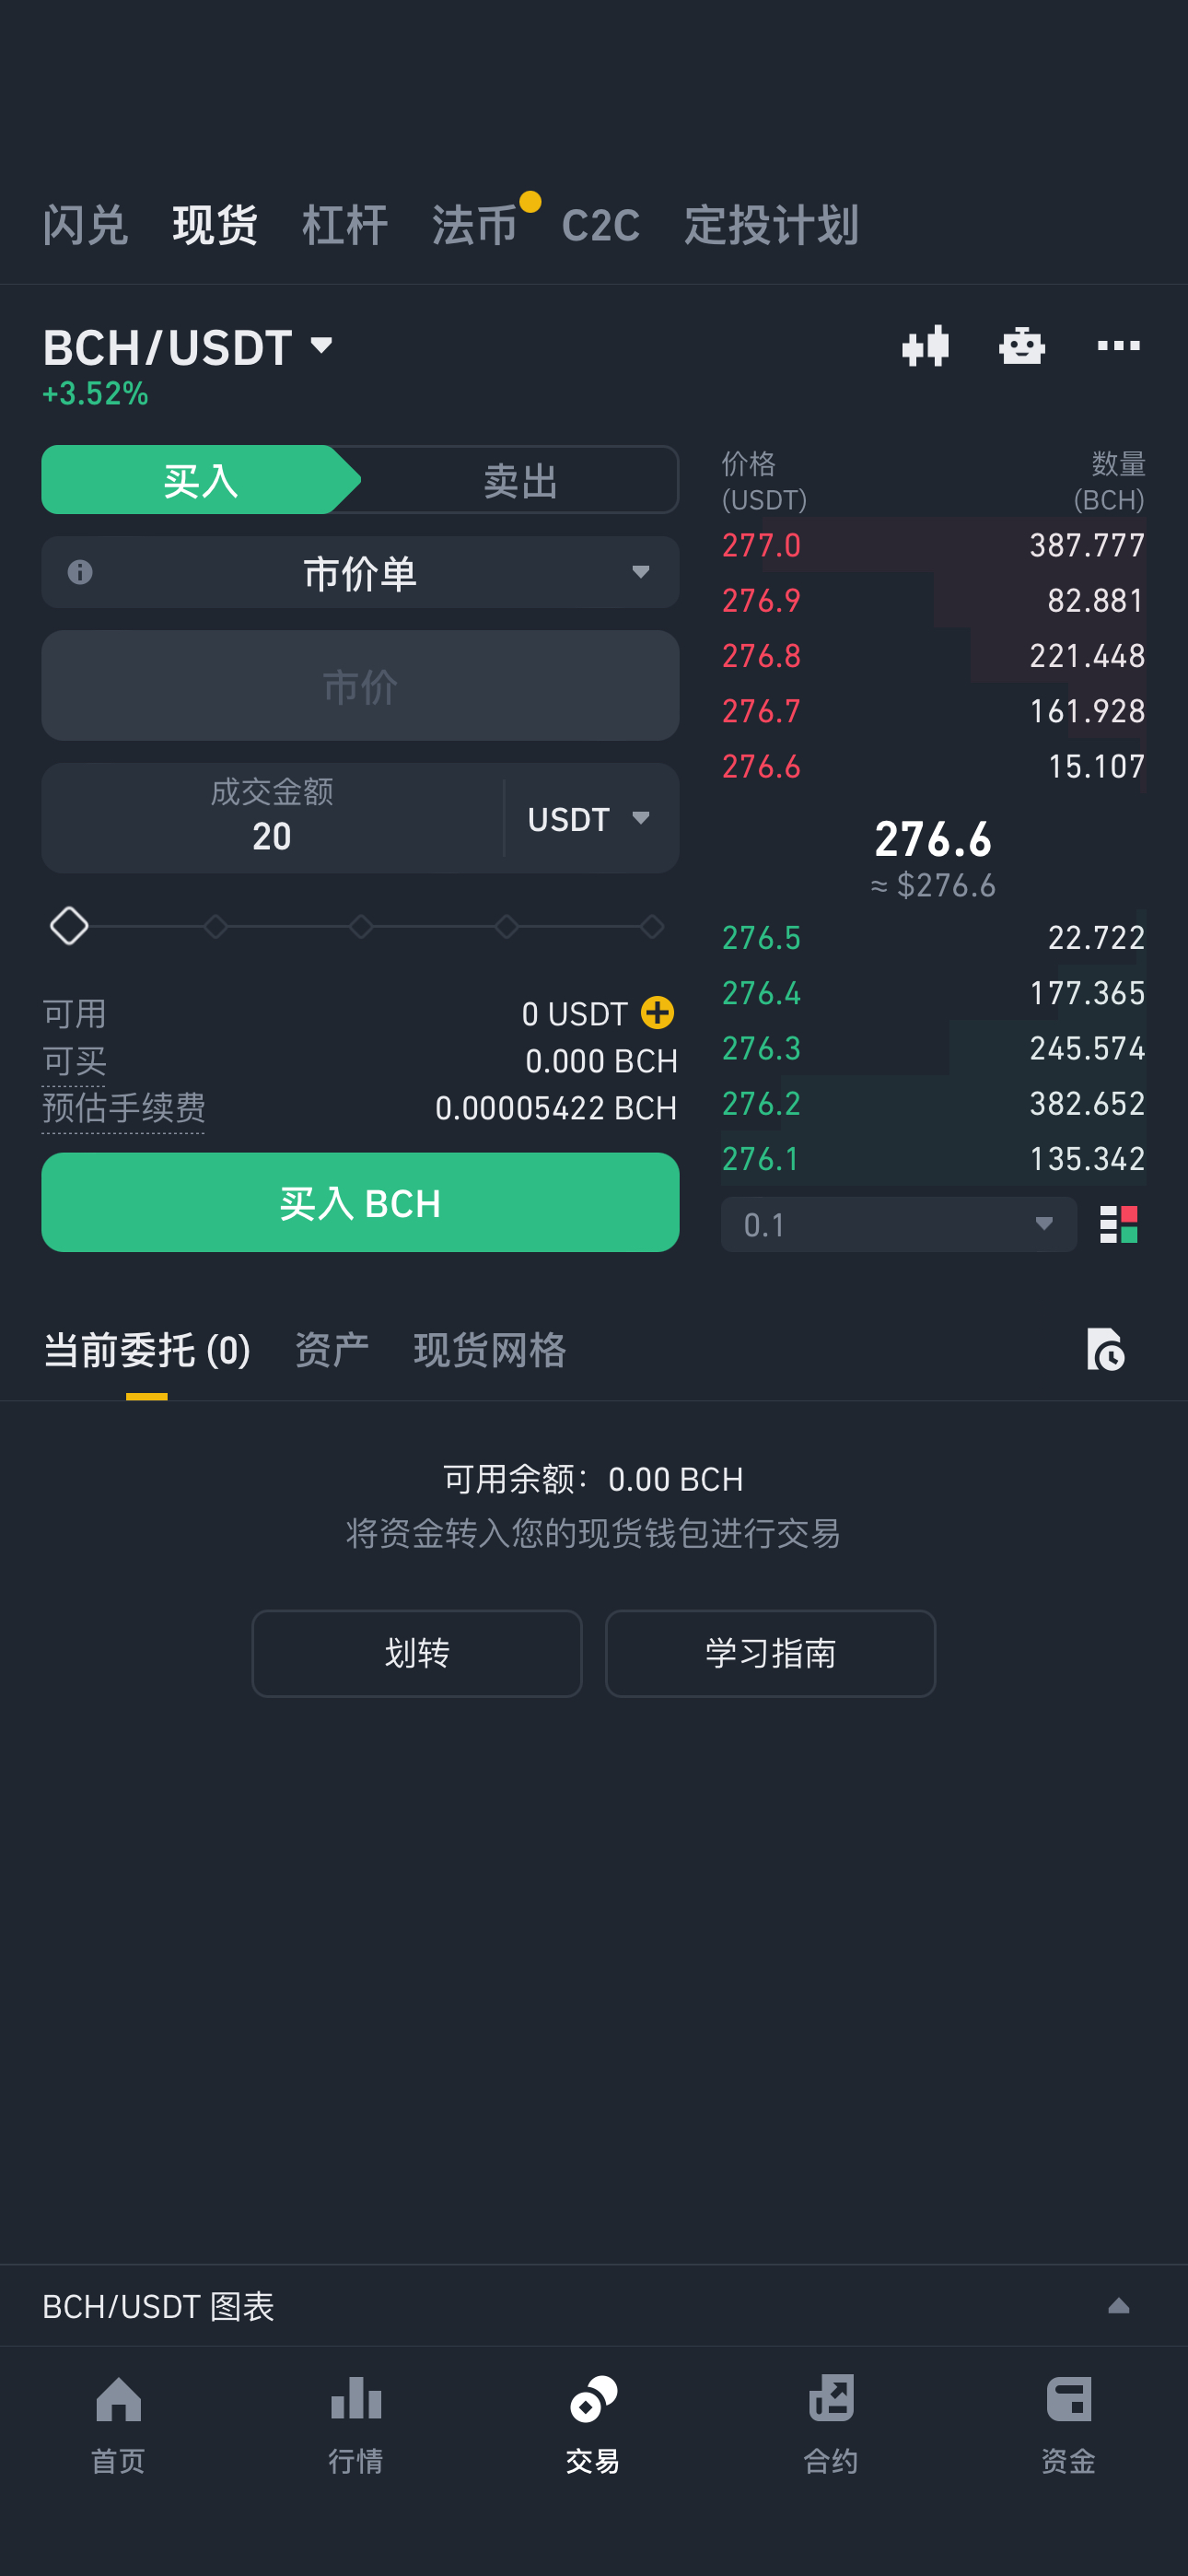 闪兑 现货 杠杆 法币 C2C 定投计划
BCH/USDT
+3.52%
买入 卖出
市价单
市价
成交金额
20
USDT
可用 0 USDT
可买 0.000 BCH
预估手续费 0.00005422 BCH
买入 BCH
价格 数量
(USDT) (BCH)
277.0 387.777
276.9 82.881
276.8 221.448
276.7 161.928
276.6 15.107
276.6
≈ $276.6
276.5 22.722
276.4 177.365
276.3 245.574
276.2 382.652
276.1 135.342
0.1
当前委托 (0) 资产 现货网格
可用余额: 0.00 BCH
将资金转入您的现货钱包进行交易
划转 学习指南
BCH/USDT 图表
首页 行情 交易 合约 资金